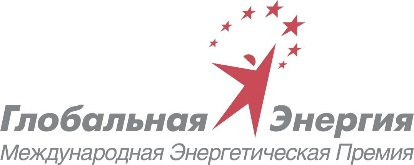 Глобальная Энергия
Международная Энергетическая Премия